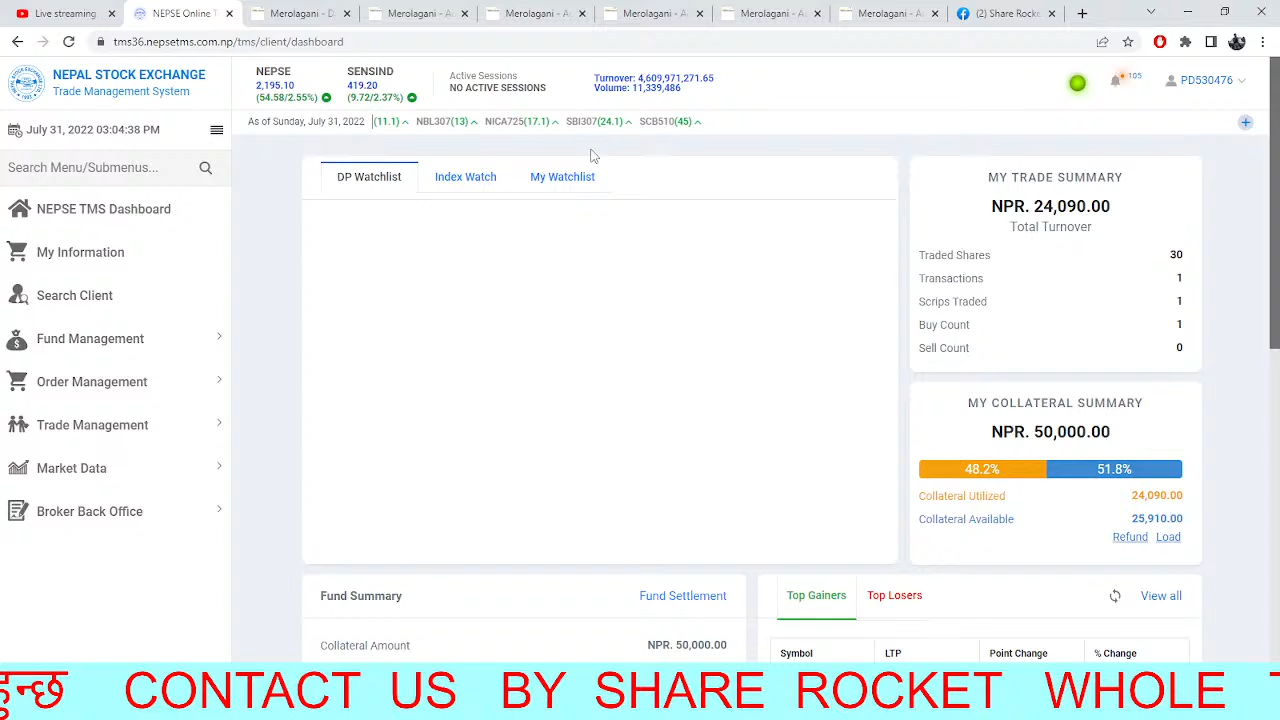 Live streaming
NEPSE Online T
Merolagani - D
Merolagani - A
Merolagani - A
Merolagani - A
Merolagani - A
Merolagani - A
(2) Share Rocke
tms36.nepsetms.com.np/tms/client/dashboard
NEPAL STOCK EXCHANGE
Trade Management System
NEPSE
2,195.10
(54.58/2.55%)
SENSIND
419.20
(9.72/2.37%)
Active Sessions
NO ACTIVE SESSIONS
Turnover: 4,609,971,271.65
Volume: 11,339,486
105
PD530476
July 31, 2022 03:04:38 PM
As of Sunday, July 31, 2022 (11.1) NBL307(13) NICA725(17.1) SBI307(24.1) SCB510(45)
Search Menu/Submenus...
NEPSE TMS Dashboard
My Information
Search Client
Fund Management
Order Management
Trade Management
Market Data
Broker Back Office
DP Watchlist Index Watch My Watchlist
MY TRADE SUMMARY
NPR. 24,090.00
Total Turnover
Traded Shares 30
Transactions 1
Scrips Traded 1
Buy Count 1
Sell Count 0
MY COLLATERAL SUMMARY
NPR. 50,000.00
48.2% 51.8%
Collateral Utilized 24,090.00
Collateral Available 25,910.00
Refund Load
Fund Summary Fund Settlement
Collateral Amount NPR. 50,000.00
Top Gainers Top Losers View all
Symbol LTP Point Change % Change
हुन्छ CONTACT US BY SHARE ROCKET WHOLE T